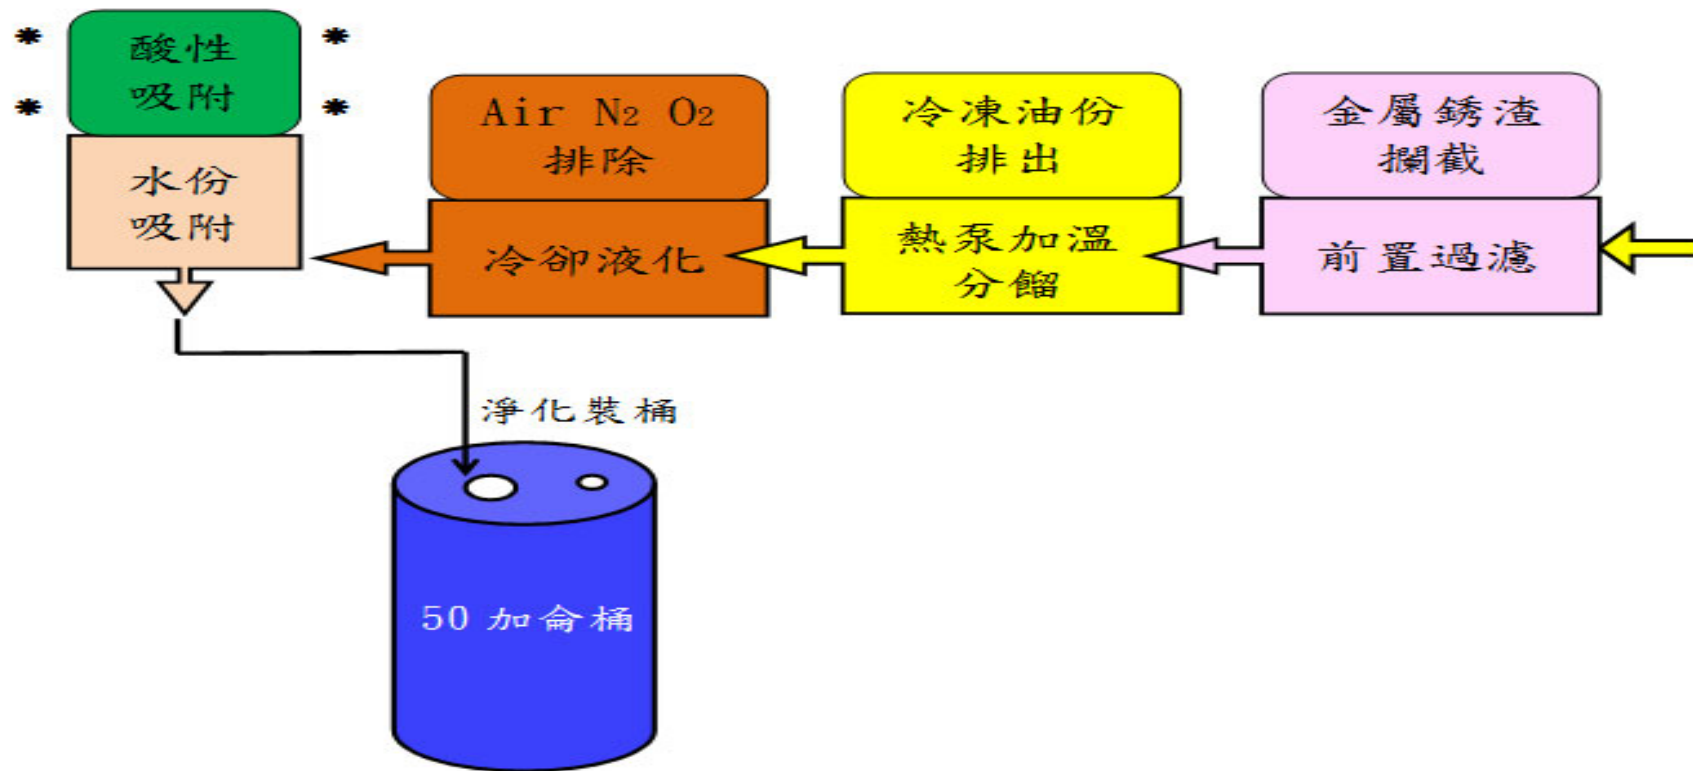 酸性
吸附
水份
吸附
Air N2 O2
排除
冷卻液化
冷凍油份
排出
熱泵加溫
分餾
金屬銹渣
攔截
前置過濾
淨化裝桶
50 加侖桶